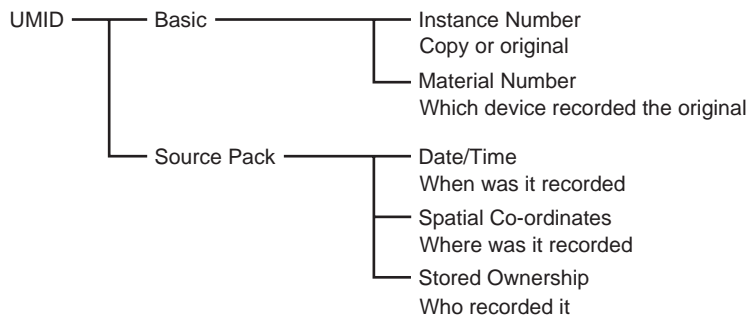 UMID
Basic
Instance Number
Copy or original
Material Number
Which device recorded the original
Source Pack
Date/Time
When was it recorded
Spatial Co-ordinates
Where was it recorded
Stored Ownership
Who recorded it